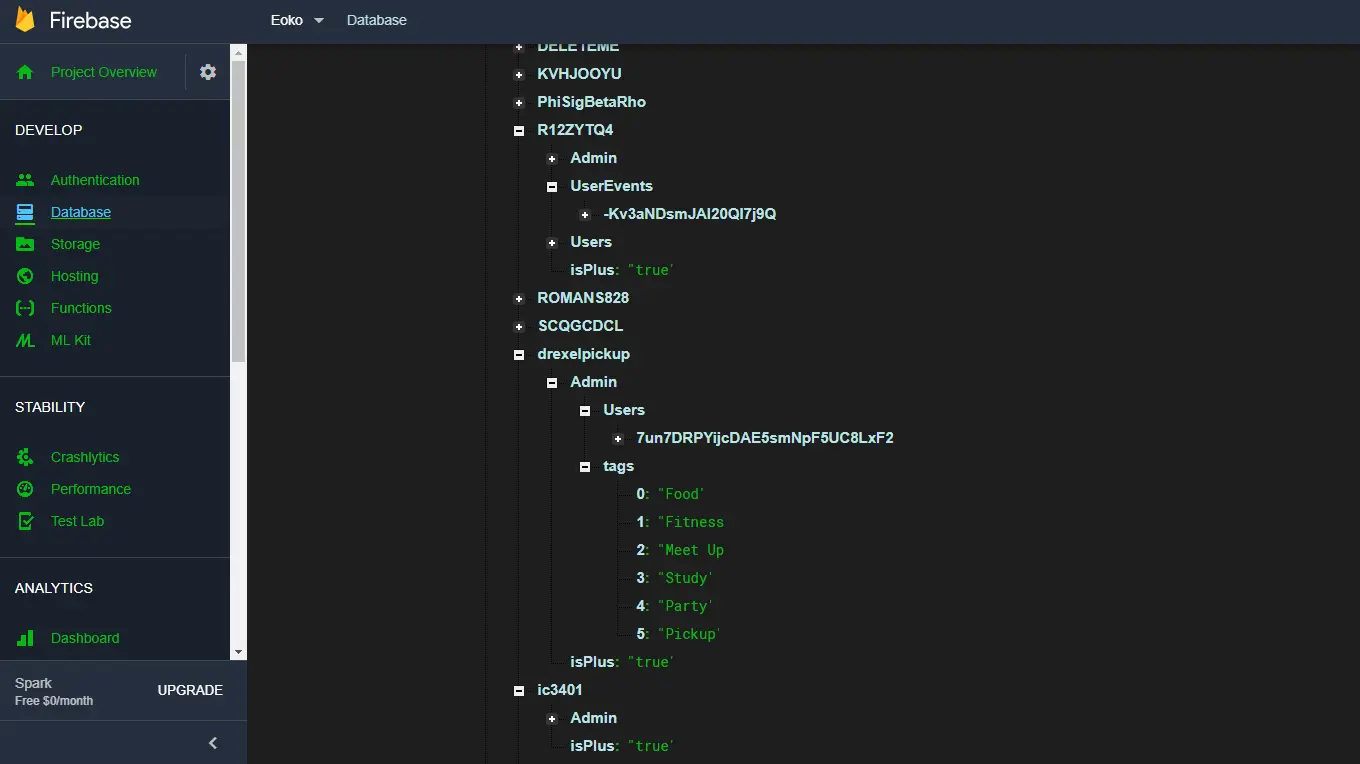 Firebase
Eoko
Database
Project Overview
DEVELOP
Authentication
Database
Storage
Hosting
Functions
ML Kit
STABILITY
Crashlytics
Performance
Test Lab
ANALYTICS
Dashboard
Spark
Free $0/month
UPGRADE
DELETEME
KVHJOOYU
PhiSigBetaRho
R12ZYTQ4
Admin
UserEvents
-Kv3aNDsmJAI20QI7j9Q
Users
isPlus: "true'
ROMANS828
SCQGCDCL
drexelpickup
Admin
Users
7un7DRPYijcDAE5smNpF5UC8LxF2
tags
0: "Food'
1: "Fitness
2: "Meet Up
3: "Study'
4: "Party'
5: "Pickup'
isPlus: "true'
ic3401
Admin
isPlus: "true'